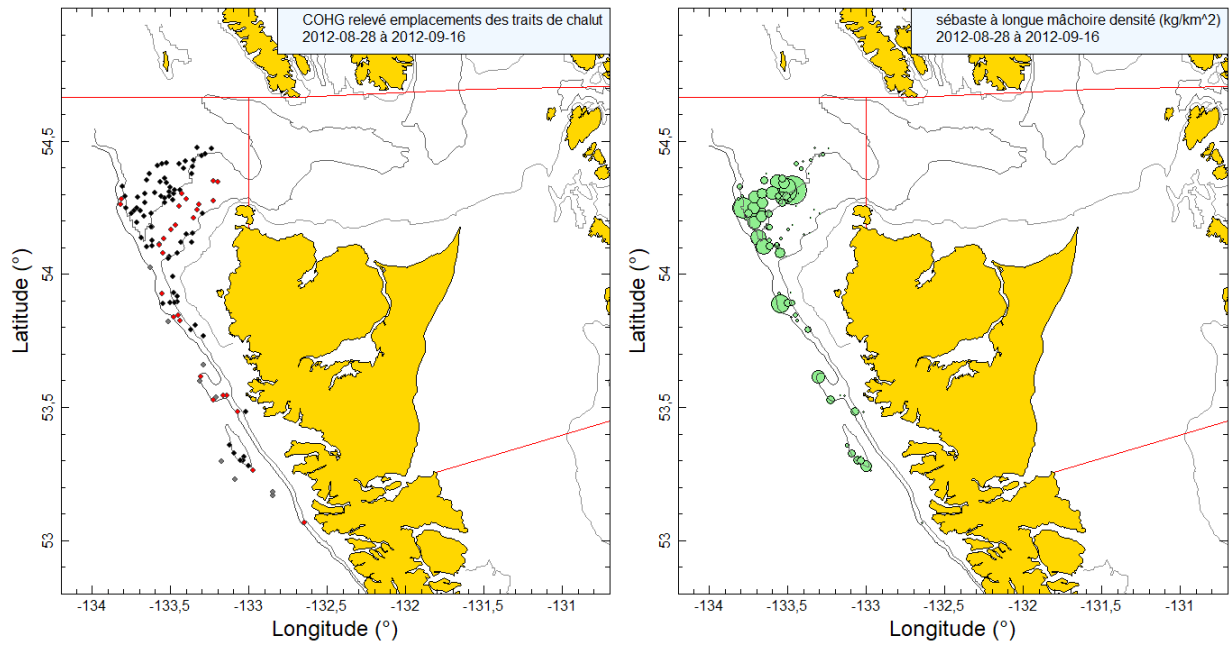 COHG relevé emplacements des traits de chalut
2012-08-28 à 2012-09-16
54,5
54
53,5
53
Latitude (°)
-134
-133,5
-133
-132,5
-132
-131,5
-131
Longitude (°)
sébaste à longue mâchoire densité (kg/km^2)
2012-08-28 à 2012-09-16
54,5
54
53,5
53
Latitude (°)
-134
-133,5
-133
-132,5
-132
-131,5
-131
Longitude (°)